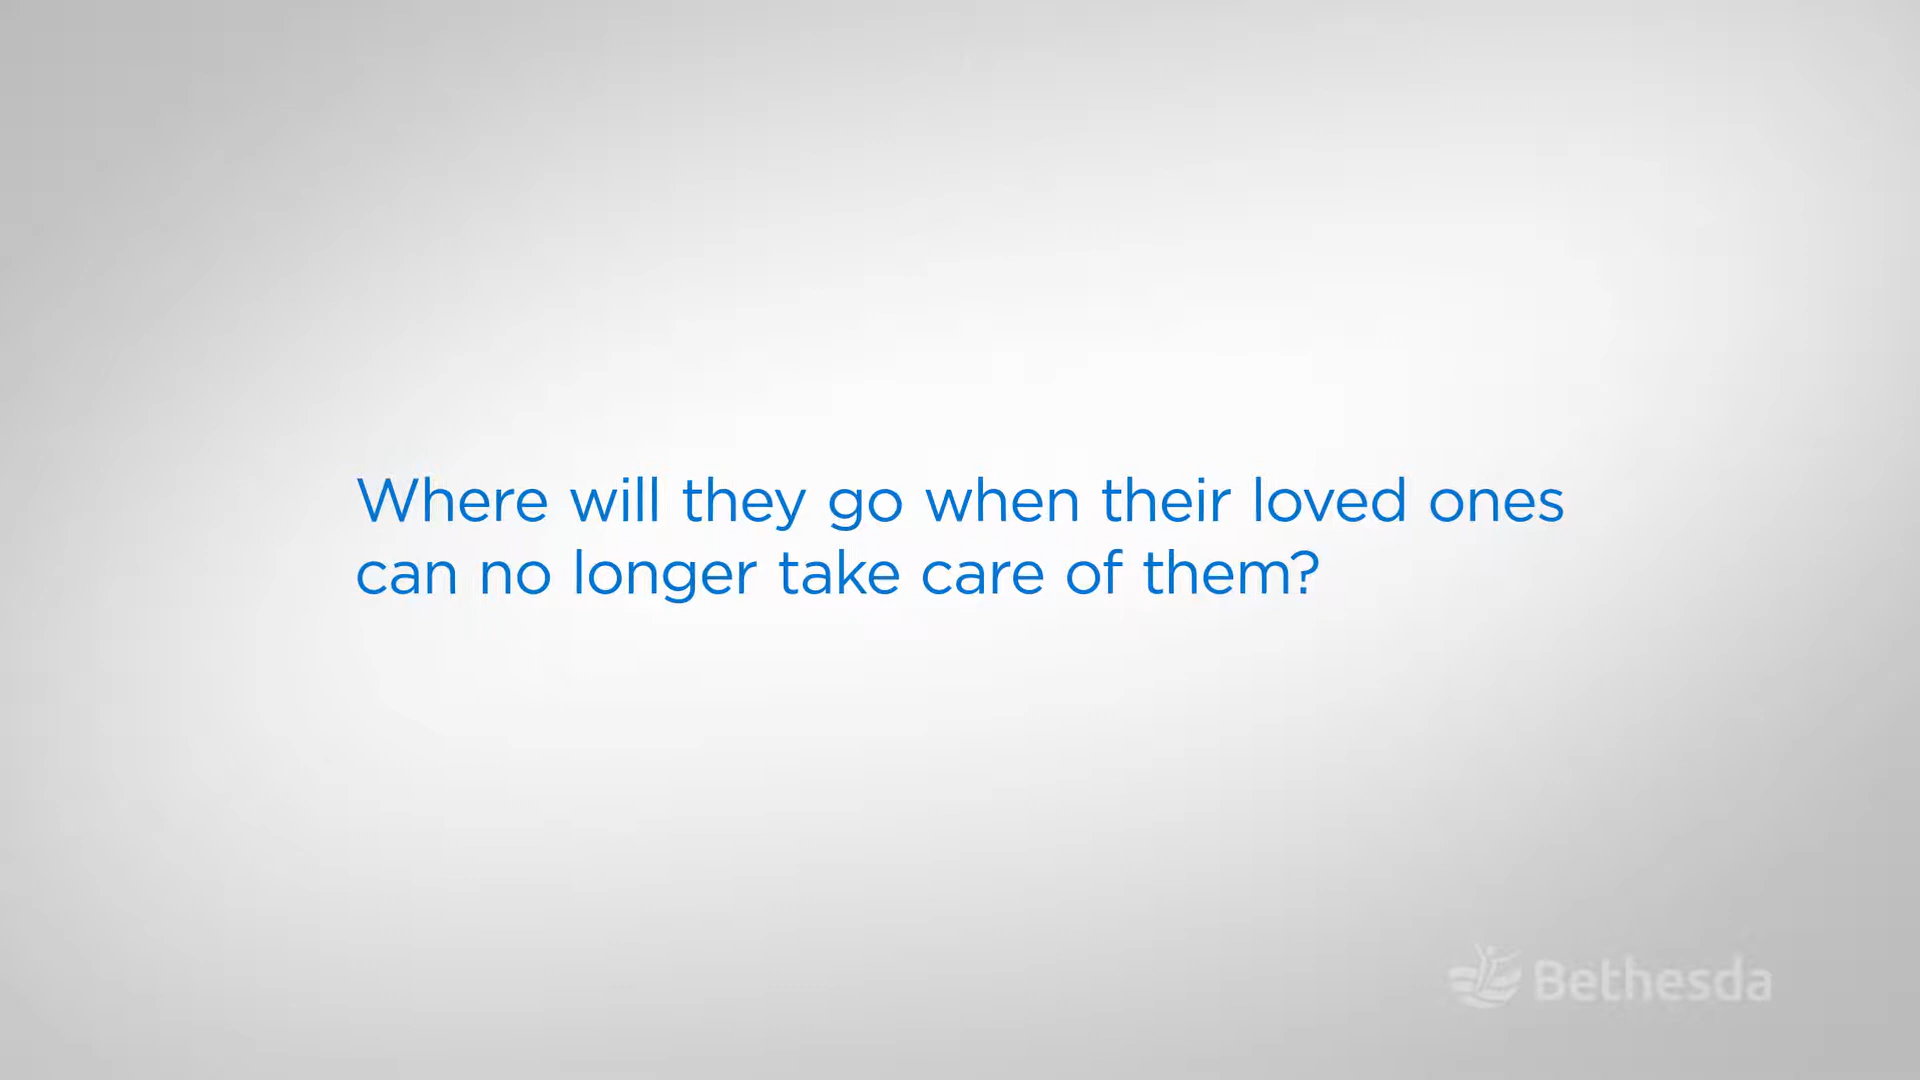 Where will they go when their loved ones
can no longer take care of them?
Bethesda